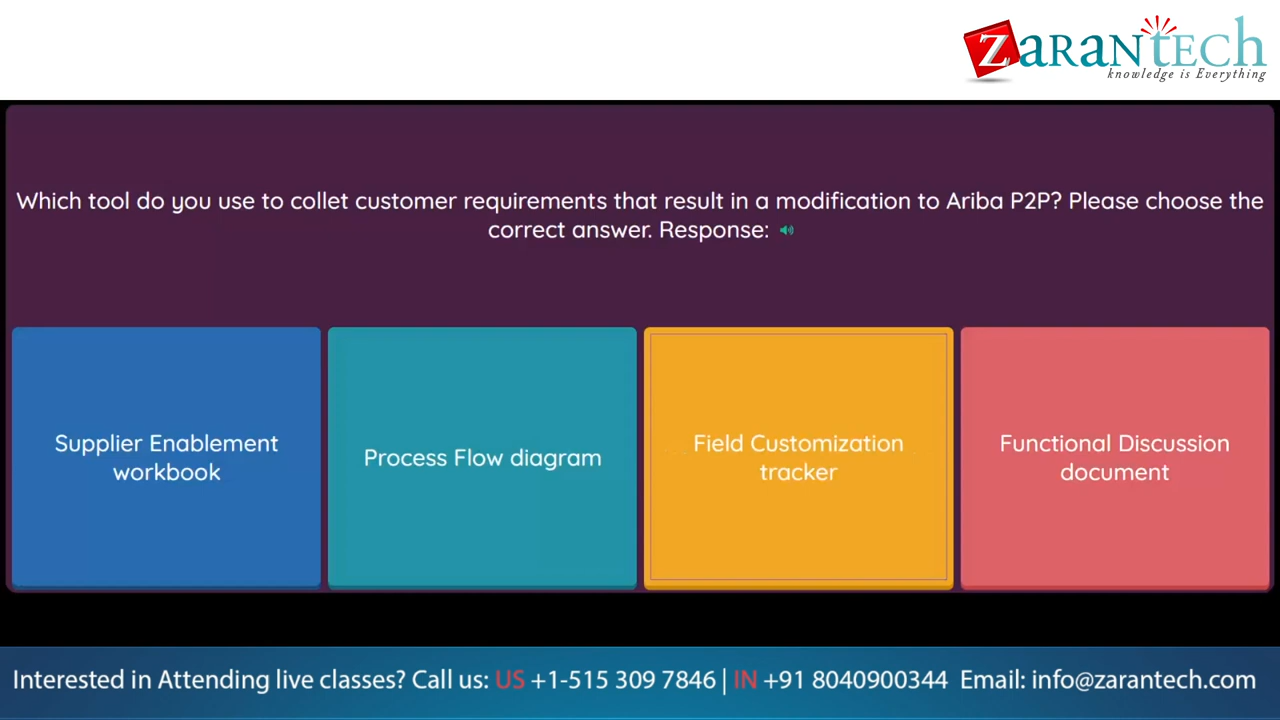 ZARANTECH
knowledge is Everything
Which tool do you use to collet customer requirements that result in a modification to Ariba P2P? Please choose the
correct answer. Response:
Supplier Enablement
workbook
Process Flow diagram
Field Customization
tracker
Functional Discussion
document
Interested in Attending live classes? Call us: US +1-515 309 7846 | IN +91 8040900344 Email: info@zarantech.com